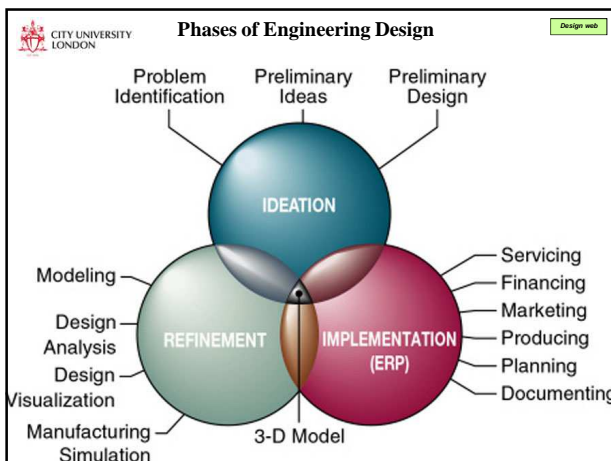 CITY UNIVERSITY
LONDON
Phases of Engineering Design
Design web
Problem
Identification
Preliminary
Ideas
Preliminary
Design
IDEATION
Modeling
Design
Analysis
Design
Visualization
Manufacturing
Simulation
REFINEMENT
IMPLEMENTATION
(ERP)
Servicing
Financing
Marketing
Producing
Planning
Documenting
3-D Model